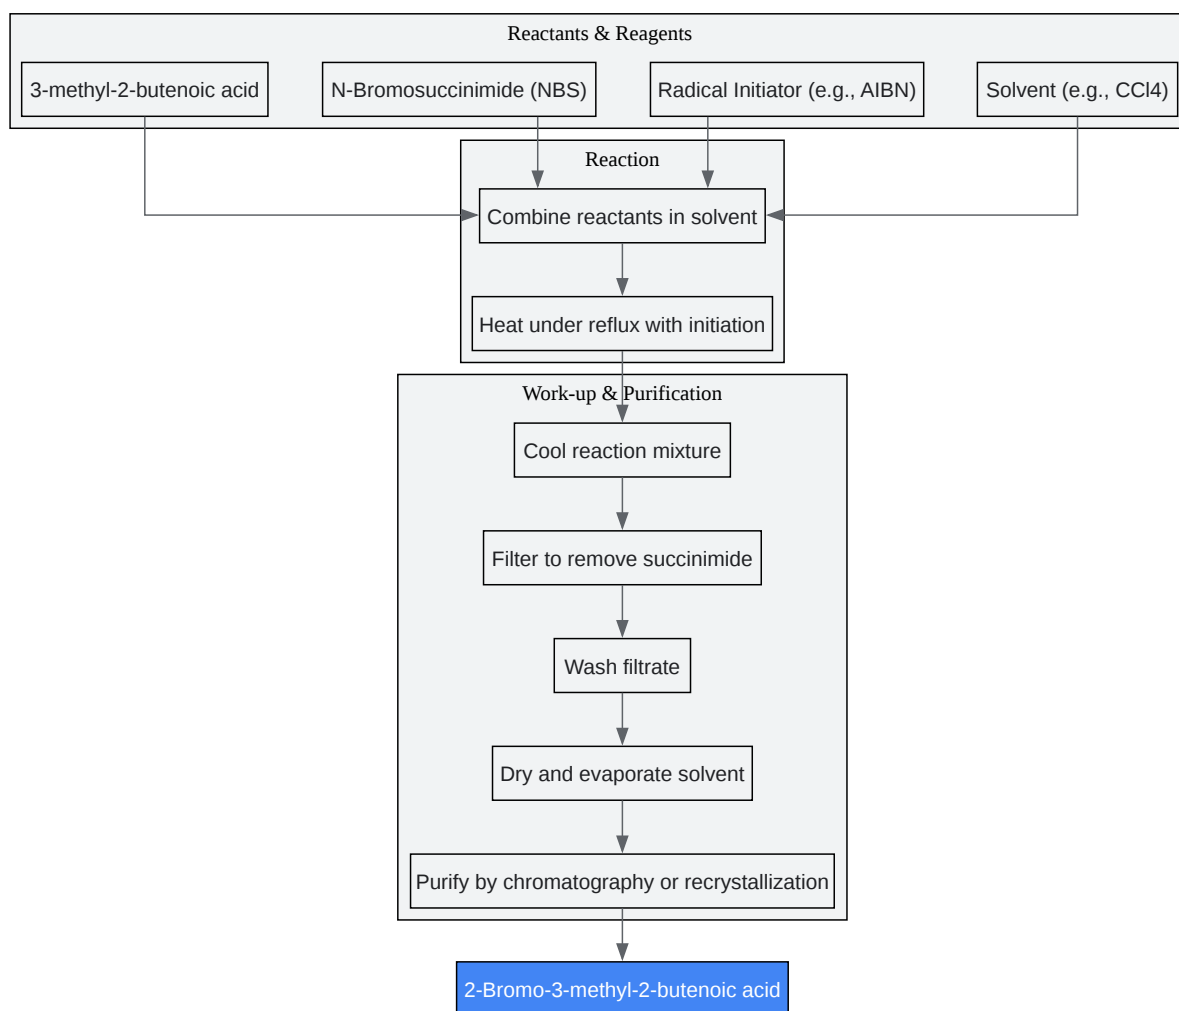 Reactants & Reagents
3-methyl-2-butenoic acid
N-Bromosuccinimide (NBS)
Radical Initiator (e.g., AIBN)
Solvent (e.g., CCl4)
Reaction
Combine reactants in solvent
Heat under reflux with initiation
Work-up & Purification
Cool reaction mixture
Filter to remove succinimide
Wash filtrate
Dry and evaporate solvent
Purify by chromatography or recrystallization
2-Bromo-3-methyl-2-butenoic acid